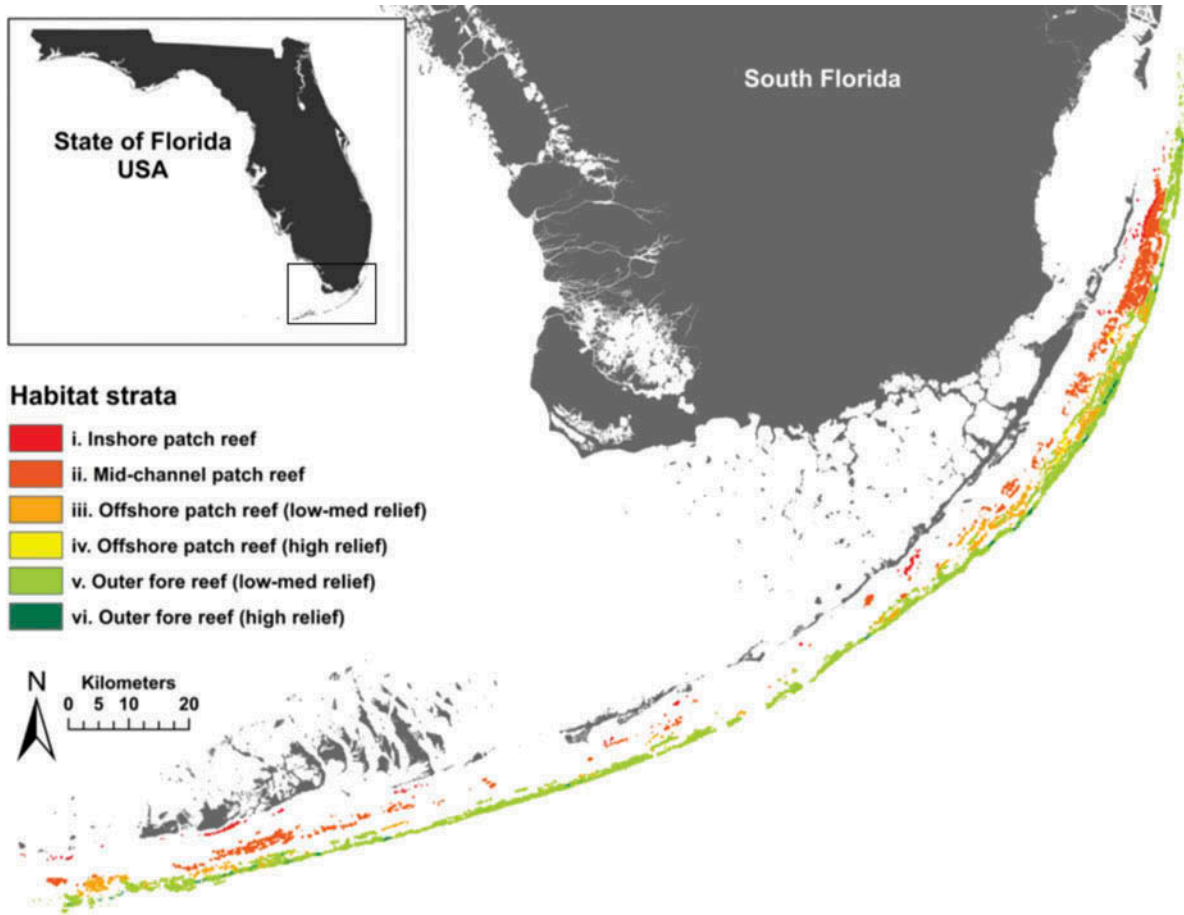 State of Florida
USA
South Florida
Habitat strata
i. Inshore patch reef
ii. Mid-channel patch reef
iii. Offshore patch reef (low-med relief)
iv. Offshore patch reef (high relief)
v. Outer fore reef (low-med relief)
vi. Outer fore reef (high relief)
N
Kilometers
0 5 10 20